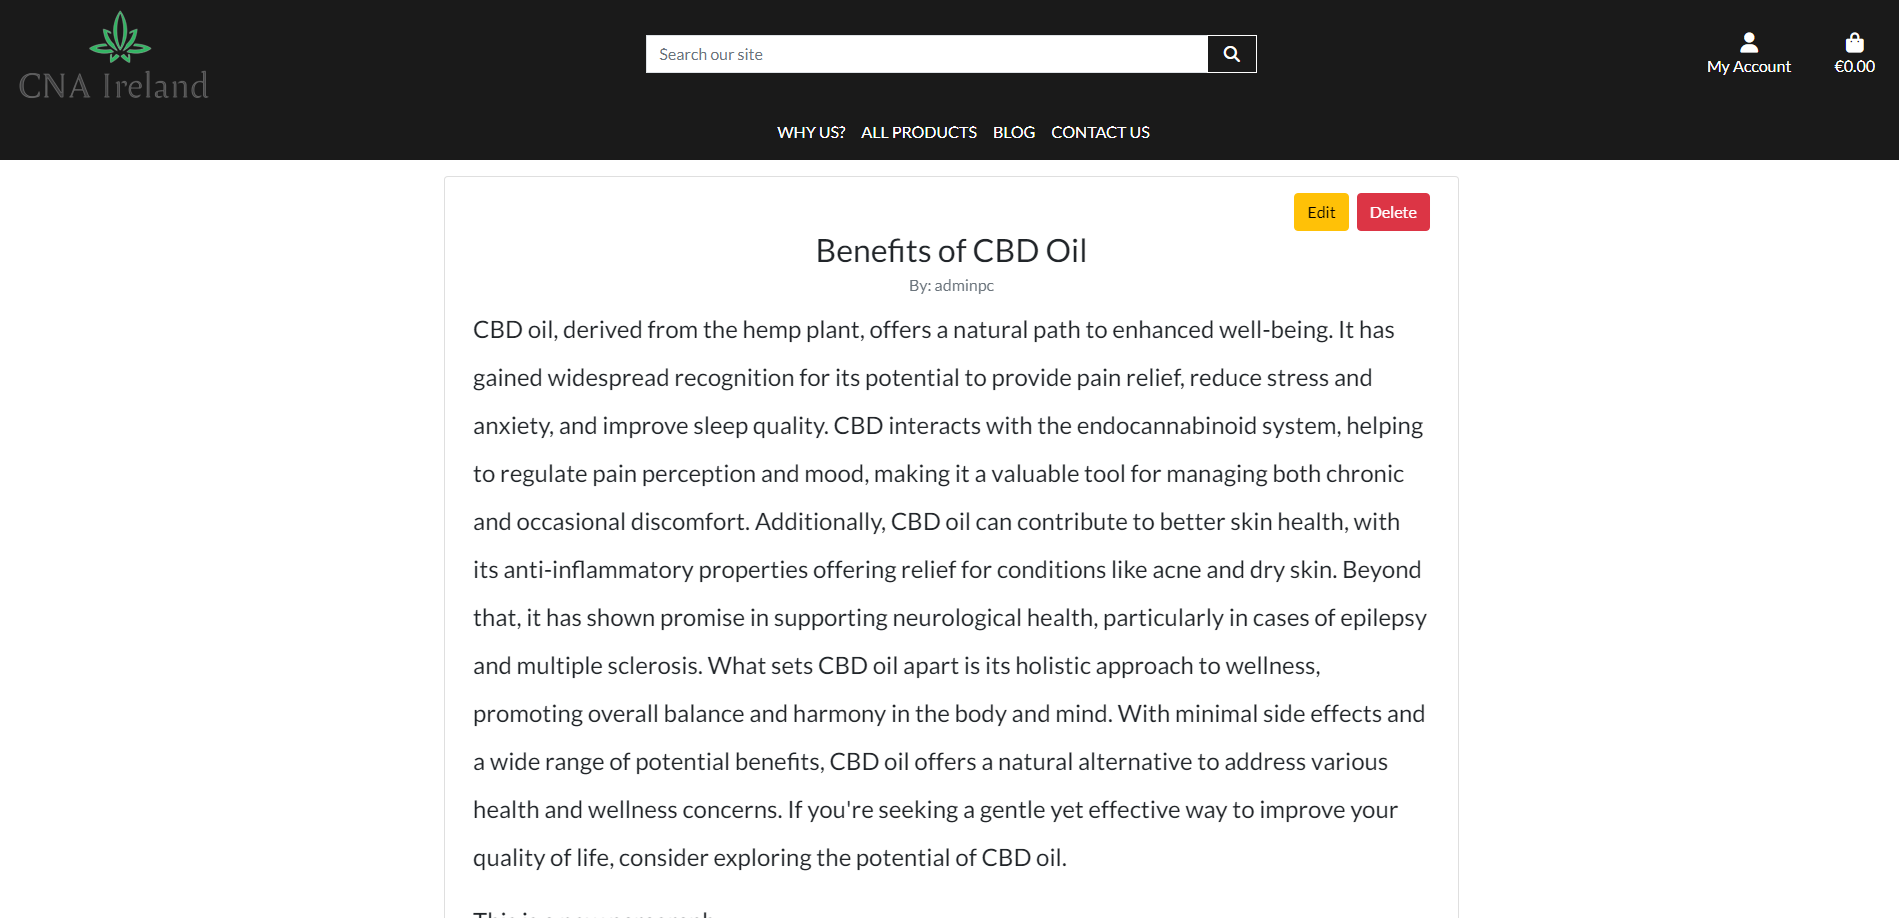 CNA Ireland
Search our site
My Account
€0.00
WHY US? ALL PRODUCTS BLOG CONTACT US
Edit Delete
Benefits of CBD Oil
By: adminpc
CBD oil, derived from the hemp plant, offers a natural path to enhanced well-being. It has
gained widespread recognition for its potential to provide pain relief, reduce stress and
anxiety, and improve sleep quality. CBD interacts with the endocannabinoid system, helping
to regulate pain perception and mood, making it a valuable tool for managing both chronic
and occasional discomfort. Additionally, CBD oil can contribute to better skin health, with
its anti-inflammatory properties offering relief for conditions like acne and dry skin. Beyond
that, it has shown promise in supporting neurological health, particularly in cases of epilepsy
and multiple sclerosis. What sets CBD oil apart is its holistic approach to wellness,
promoting overall balance and harmony in the body and mind. With minimal side effects and
a wide range of potential benefits, CBD oil offers a natural alternative to address various
health and wellness concerns. If you're seeking a gentle yet effective way to improve your
quality of life, consider exploring the potential of CBD oil.